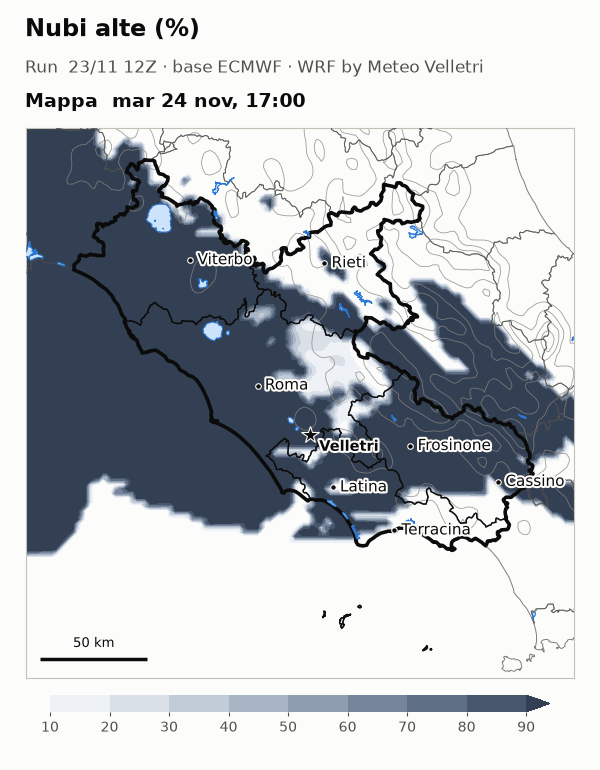 Nubi alte (%)
Run 23/11 12Z · base ECMWF · WRF by Meteo Velletri
Mappa mar 24 nov, 17:00
Viterbo
Rieti
Roma
Velletri
Frosinone
Latina
Cassino
Terracina
50 km
10 20 30 40 50 60 70 80 90